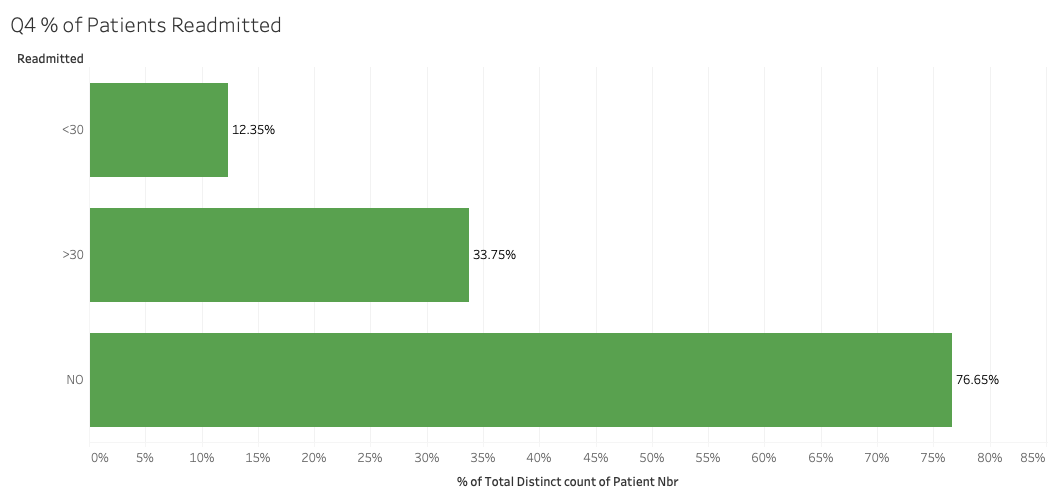 Q4 % of Patients Readmitted
Readmitted
<30
12.35%
>30
33.75%
NO
76.65%
0% 5% 10% 15% 20% 25% 30% 35% 40% 45% 50% 55% 60% 65% 70% 75% 80% 85%
% of Total Distinct count of Patient Nbr